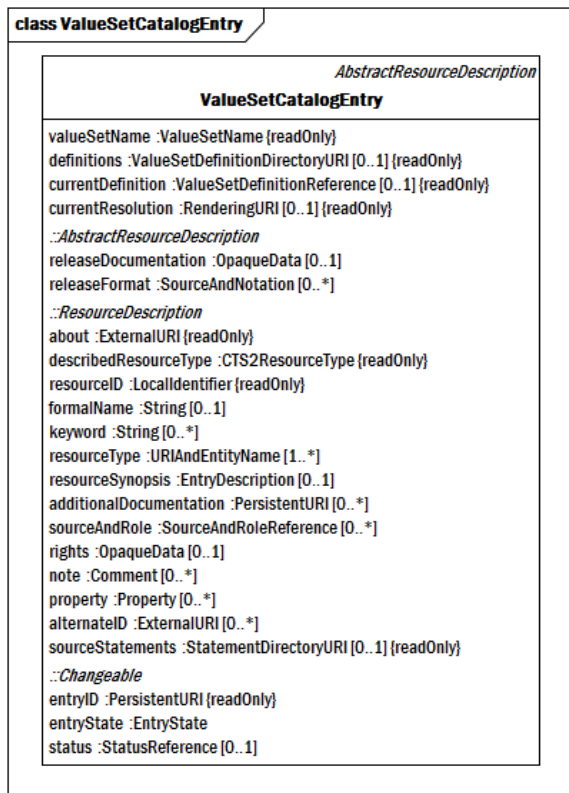 class ValueSetCatalogEntry
AbstractResourceDescription
ValueSetCatalogEntry
valueSetName :ValueSetName {readOnly}
definitions :ValueSetDefinitionDirectoryURI [0..1] {readOnly}
currentDefinition :ValueSetDefinitionReference [0..1] {readOnly}
currentResolution :RenderingURI [0..1] {readOnly}
::AbstractResourceDescription
releaseDocumentation :OpaqueData [0..1]
releaseFormat :SourceAndNotation [0..*]
::ResourceDescription
about :ExternalURI {readOnly}
describedResourceType :CTS2ResourceType {readOnly}
resourceID :LocalIdentifier {readOnly}
formalName :String [0..1]
keyword :String [0..*]
resourceType :URIAndEntityName [1..*]
resourceSynopsis :EntryDescription [0..1]
additionalDocumentation :PersistentURI [0..*]
sourceAndRole :SourceAndRoleReference [0..*]
rights :OpaqueData [0..1]
note :Comment [0..*]
property :Property [0..*]
alternateID :ExternalURI [0..*]
sourceStatements :StatementDirectoryURI [0..1] {readOnly}
::Changeable
entryID :PersistentURI {readOnly}
entryState :EntryState
status :StatusReference [0..1]